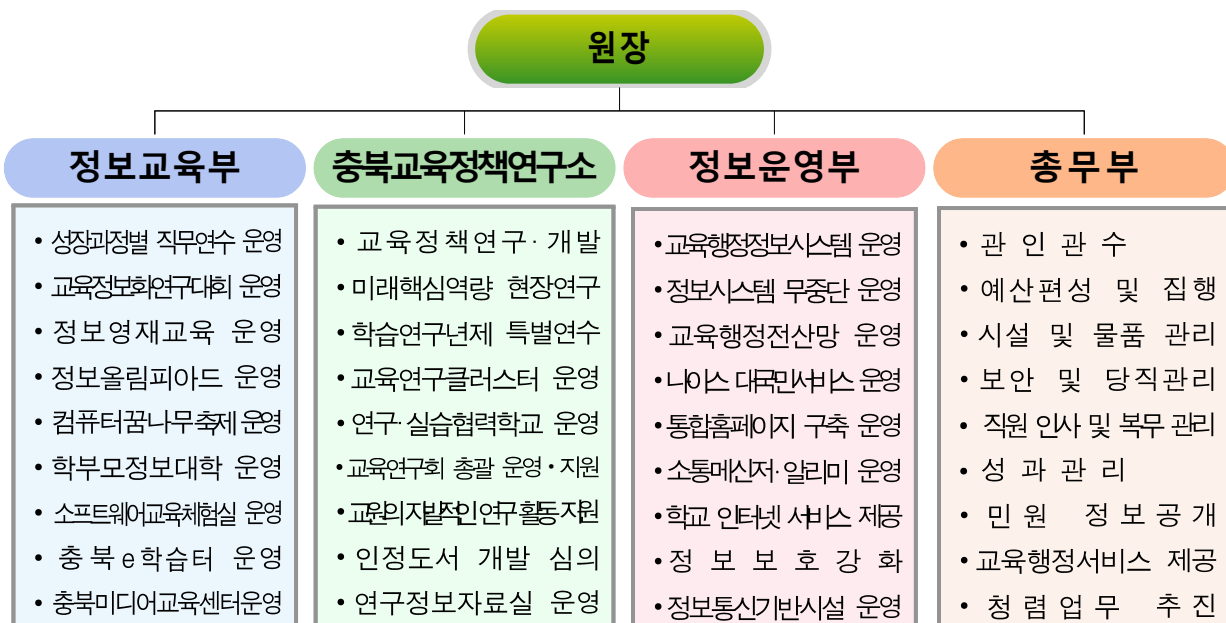 원장
정보교육부
• 성장과정별 직무연수 운영
• 교육정보화연구대회 운영
• 정보영재교육 운영
• 정보올림피아드 운영
• 컴퓨터꿈나무축제 운영
• 학부모정보대학 운영
• 소프트웨어교육체험실 운영
• 충북e학습터 운영
• 충북미디어교육센터운영
충북교육정책연구소
• 교육정책연구·개발
• 미래핵심역량 현장연구
• 학습연구년제 특별연수
• 교육연구클러스터 운영
• 연구·실습협력학교 운영
• 교육연구회 총괄 운영·지원
• 교원의자발적인연구활동지원
• 인정도서 개발 심의
• 연구정보자료실 운영
정보운영부
• 교육행정정보시스템 운영
• 정보시스템 무중단 운영
• 교육행정전산망 운영
• 나이스 대국민서비스 운영
• 통합홈페이지 구축 운영
• 소통메신저·알리미 운영
• 학교 인터넷 서비스 제공
• 정보보호강화
• 정보통신기반시설 운영
총무부
• 관인관수
• 예산편성 및 집행
• 시설 및 물품 관리
• 보안 및 당직관리
• 직원 인사 및 복무 관리
• 성과관리
• 민원 정보공개
• 교육행정서비스 제공
• 청렴업무 추진